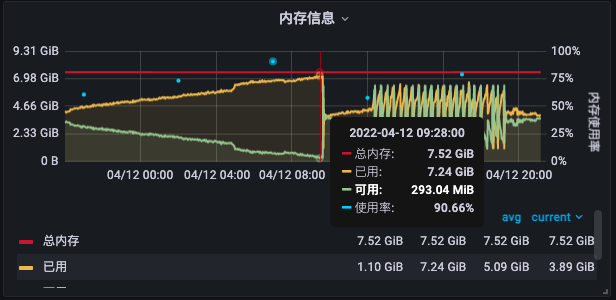 内存信息
9.31 GiB
6.98 GiB
4.66 GiB
2.33 GiB
0 B
100%
75%
50%
25%
0%
内存使用率
04/12 00:00
04/12 04:00
04/12 08:00
04/12 20:00
2022-04-12 09:28:00
总内存: 7.52 GiB
已用: 7.24 GiB
可用: 293.04 MiB
使用率: 90.66%
avg current
总内存 7.52 GiB 7.52 GiB 7.52 GiB 7.52 GiB
已用 1.10 GiB 7.24 GiB 5.09 GiB 3.89 GiB